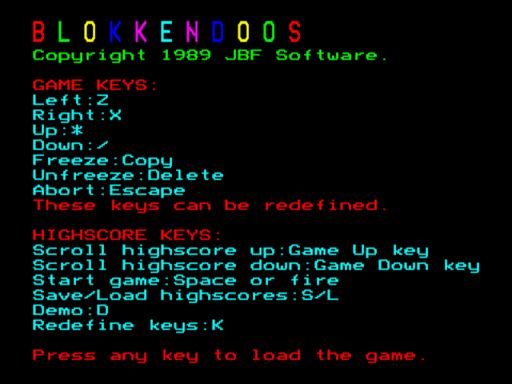 BLOKKENDOOS
Copyright 1989 JBF Software.
GAME KEYS:
Left:Z
Right:X
Up:*
Down:/
Freeze:Copy
Unfreeze:Delete
Abort:Escape
These keys can be redefined.
HIGHSCORE KEYS:
Scroll highscore up:Game Up key
Scroll highscore down:Game Down key
Start game:Space or fire
Save/Load highscores:S/L
Demo:D
Redefine keys:K
Press any key to load the game.